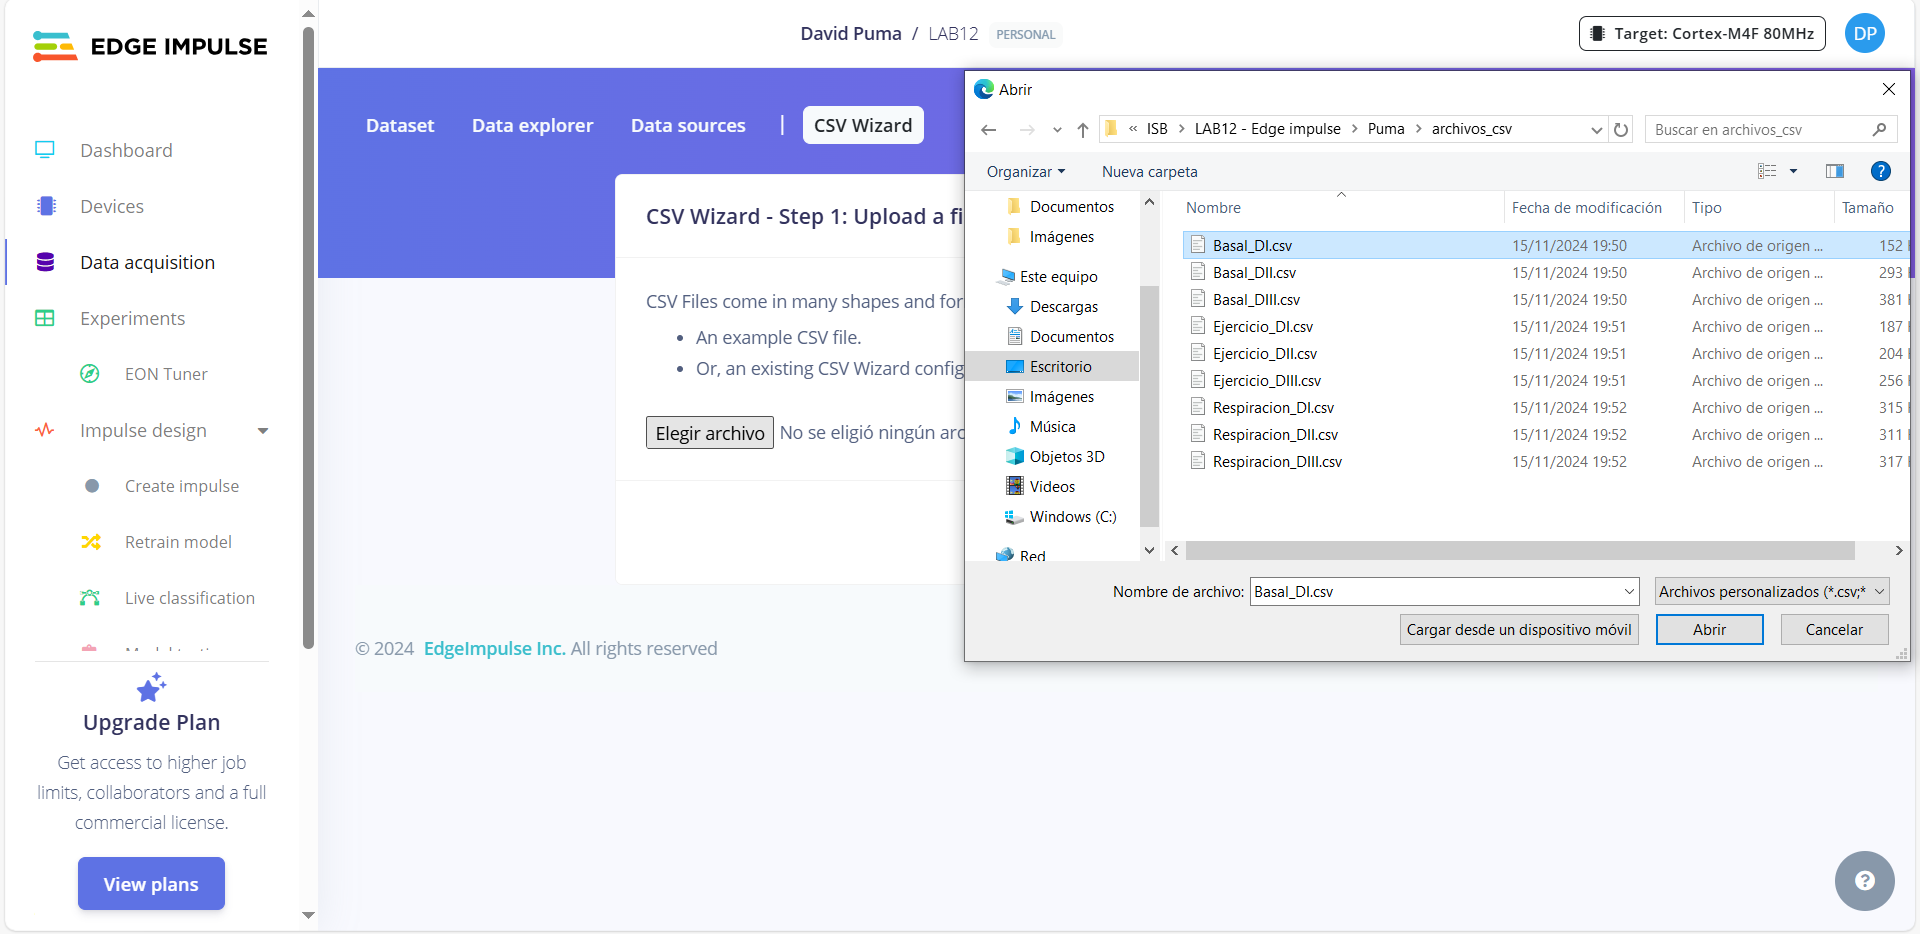 EDGE IMPULSE
Dashboard
Devices
Data acquisition
Experiments
EON Tuner
Impulse design
Create impulse
Retrain model
Live classification
Upgrade Plan
Get access to higher job
limits, collaborators and a full
commercial license.
View plans
David Puma / LAB12 PERSONAL
Target: Cortex-M4F 80MHz
DP
Dataset Data explorer Data sources | CSV Wizard
CSV Wizard - Step 1: Upload a fi
CSV Files come in many shapes and for
• An example CSV file.
• Or, an existing CSV Wizard config
Elegir archivo No se eligió ningún arc
© 2024 EdgeImpulse Inc. All rights reserved
Abrir
« ISB > LAB12 - Edge impulse > Puma > archivos_csv
Buscar en archivos_csv
Organizar Nueva carpeta
?
Documentos
Imágenes
Este equipo
Descargas
Documentos
Escritorio
Imágenes
Música
Objetos 3D
Videos
Windows (C:)
Red
Nombre Fecha de modificación Tipo Tamaño
Basal_DI.csv 15/11/2024 19:50 Archivo de origen ... 152
Basal_DII.csv 15/11/2024 19:50 Archivo de origen ... 293
Basal_DIII.csv 15/11/2024 19:50 Archivo de origen ... 381
Ejercicio_DI.csv 15/11/2024 19:51 Archivo de origen ... 187
Ejercicio_DII.csv 15/11/2024 19:51 Archivo de origen ... 204
Ejercicio_DIII.csv 15/11/2024 19:51 Archivo de origen ... 256
Respiracion_DI.csv 15/11/2024 19:52 Archivo de origen ... 315
Respiracion_DII.csv 15/11/2024 19:52 Archivo de origen ... 311
Respiracion_DIII.csv 15/11/2024 19:52 Archivo de origen ... 317
Nombre de archivo: Basal_DI.csv
Archivos personalizados (*.csv;*
Cargar desde un dispositivo móvil Abrir Cancelar
?